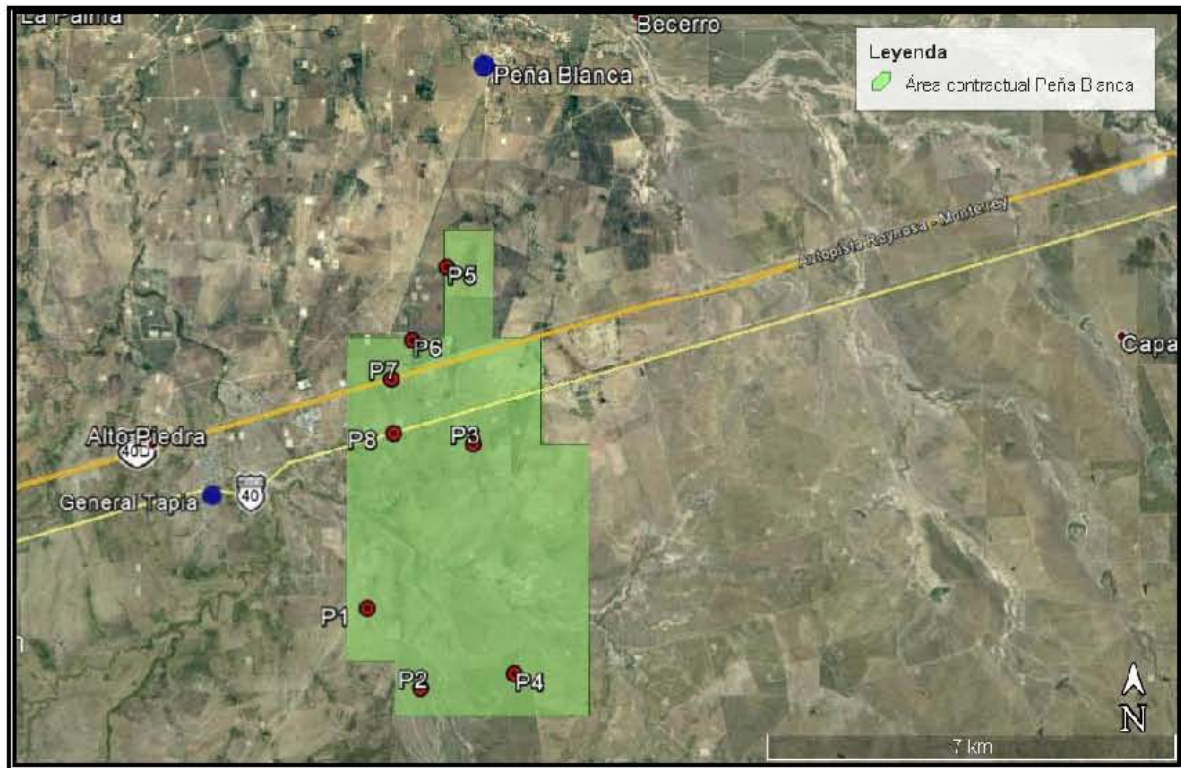 La Palma
Becerro
Peña Blanca
Leyenda
Área contractual Peña Blanca
Autopista Reynosa - Monterrey
P5
P6
Capa
P7
P8
P3
Alto Piedra
40D
General Tapia
40
P1
P2
P4
N
7 km